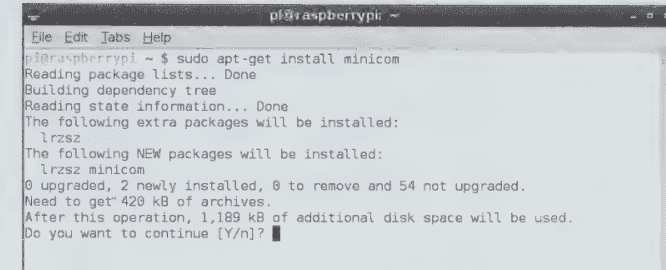 pi@raspberrypi: ~
File Edit Tabs Help
pi@raspberrypi ~ $ sudo apt-get install minicom
Reading package lists... Done
Building dependency tree
Reading state information... Done
The following extra packages will be installed:
lrzsz
The following NEW packages will be installed:
lrzsz minicom
0 upgraded, 2 newly installed, 0 to remove and 54 not upgraded.
Need to get 420 kB of archives.
After this operation, 1,189 kB of additional disk space will be used.
Do you want to continue [Y/n]?